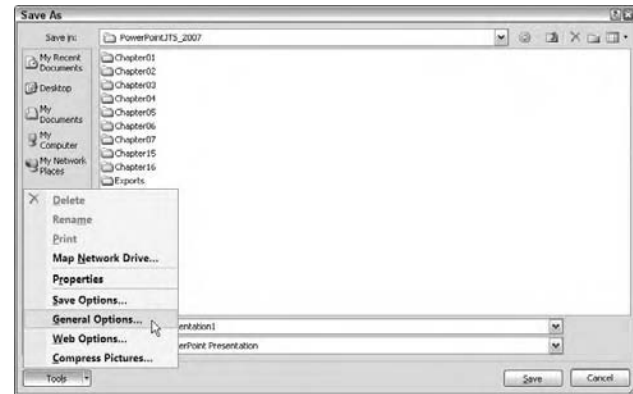 Save As
Save in:
PowerPointJTS_2007
My Recent
Documents
Desktop
My
Documents
My
Computer
My Network
Places
Chapter01
Chapter02
Chapter03
Chapter04
Chapter05
Chapter06
Chapter07
Chapter15
Chapter16
Exports
Delete
Rename
Print
Map Network Drive...
Properties
Save Options...
General Options...
Web Options...
Compress Pictures...
entation1
erPoint Presentation
Tools
Save
Cancel